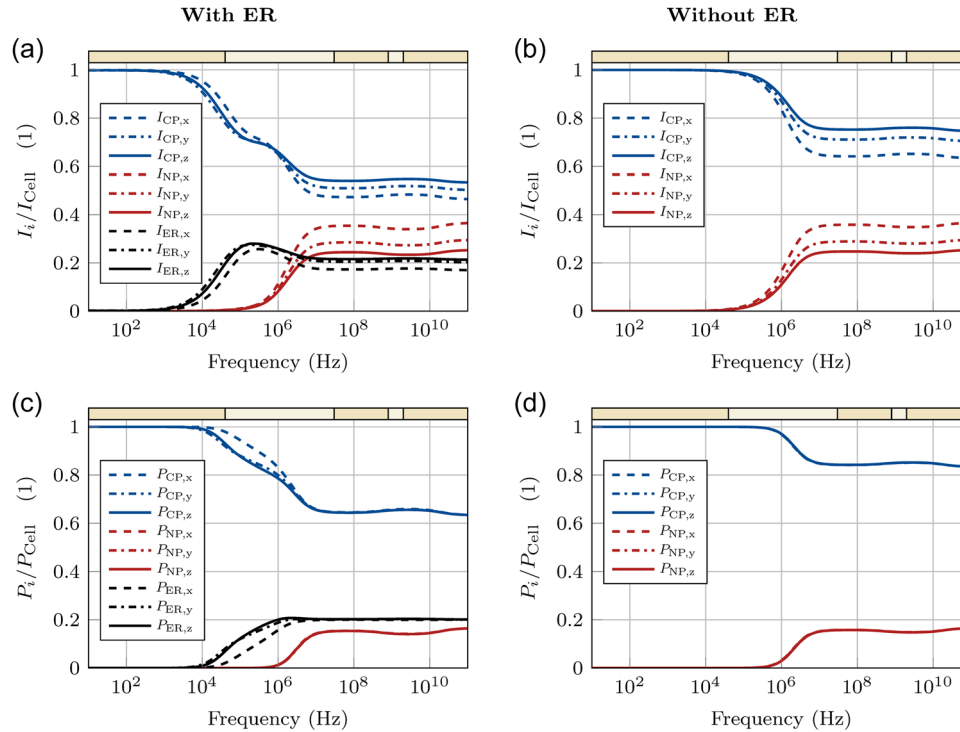 With ER
Without ER
(a)
(b)
1
0.8
0.6
0.4
0.2
0
I_i/I_Cell (1)
I_CP,x
I_CP,y
I_CP,z
I_NP,x
I_NP,y
I_NP,z
I_ER,x
I_ER,y
I_ER,z
10^2
10^4
10^6
10^8
10^10
Frequency (Hz)
1
0.8
0.6
0.4
0.2
0
I_i/I_Cell (1)
I_CP,x
I_CP,y
I_CP,z
I_NP,x
I_NP,y
I_NP,z
10^2
10^4
10^6
10^8
10^10
Frequency (Hz)
(c)
(d)
1
0.8
0.6
0.4
0.2
0
P_i/P_Cell (1)
P_CP,x
P_CP,y
P_CP,z
P_NP,x
P_NP,y
P_NP,z
P_ER,x
P_ER,y
P_ER,z
10^2
10^4
10^6
10^8
10^10
Frequency (Hz)
1
0.8
0.6
0.4
0.2
0
P_i/P_Cell (1)
P_CP,x
P_CP,y
P_CP,z
P_NP,x
P_NP,y
P_NP,z
10^2
10^4
10^6
10^8
10^10
Frequency (Hz)